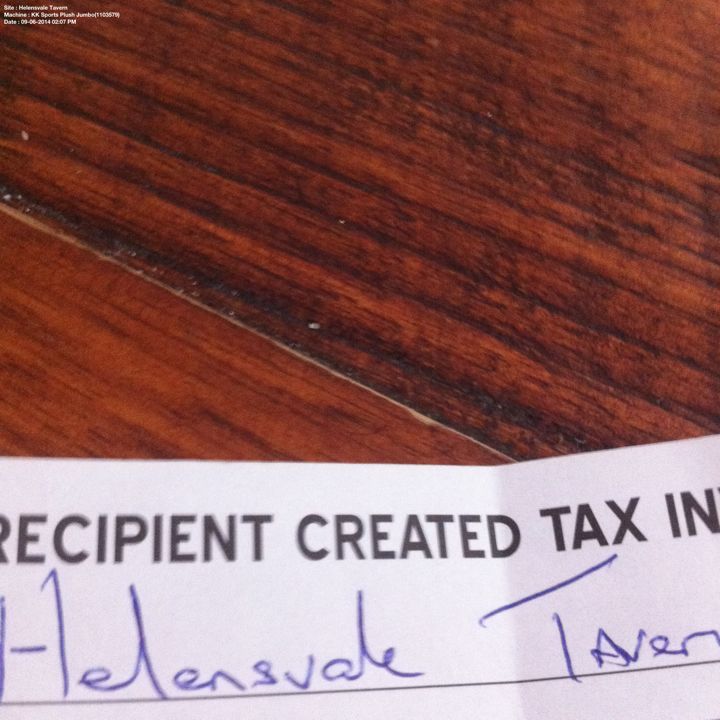 Site : Helensvale Tavern
Machine : KK Sports Plush Jumbo(1103579)
Date : 09-06-2014 02:07 PM
RECIPIENT CREATED TAX IN
Helensvale Tavern